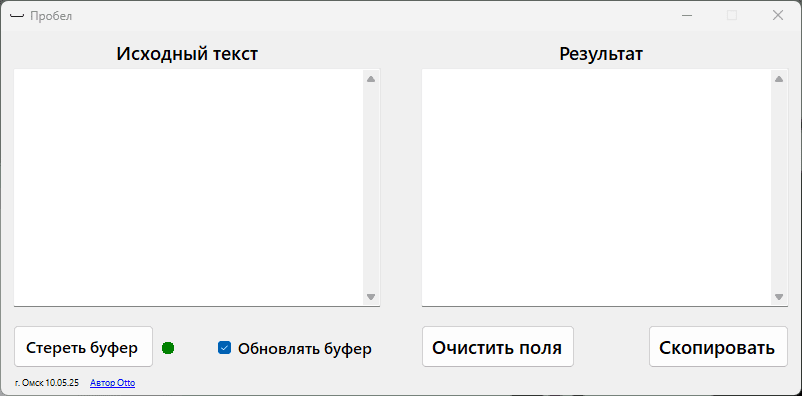 Пробел
Исходный текст
Результат
Стереть буфер
Обновлять буфер
Очистить поля
Скопировать
г. Омск 10.05.25
Автор Otto